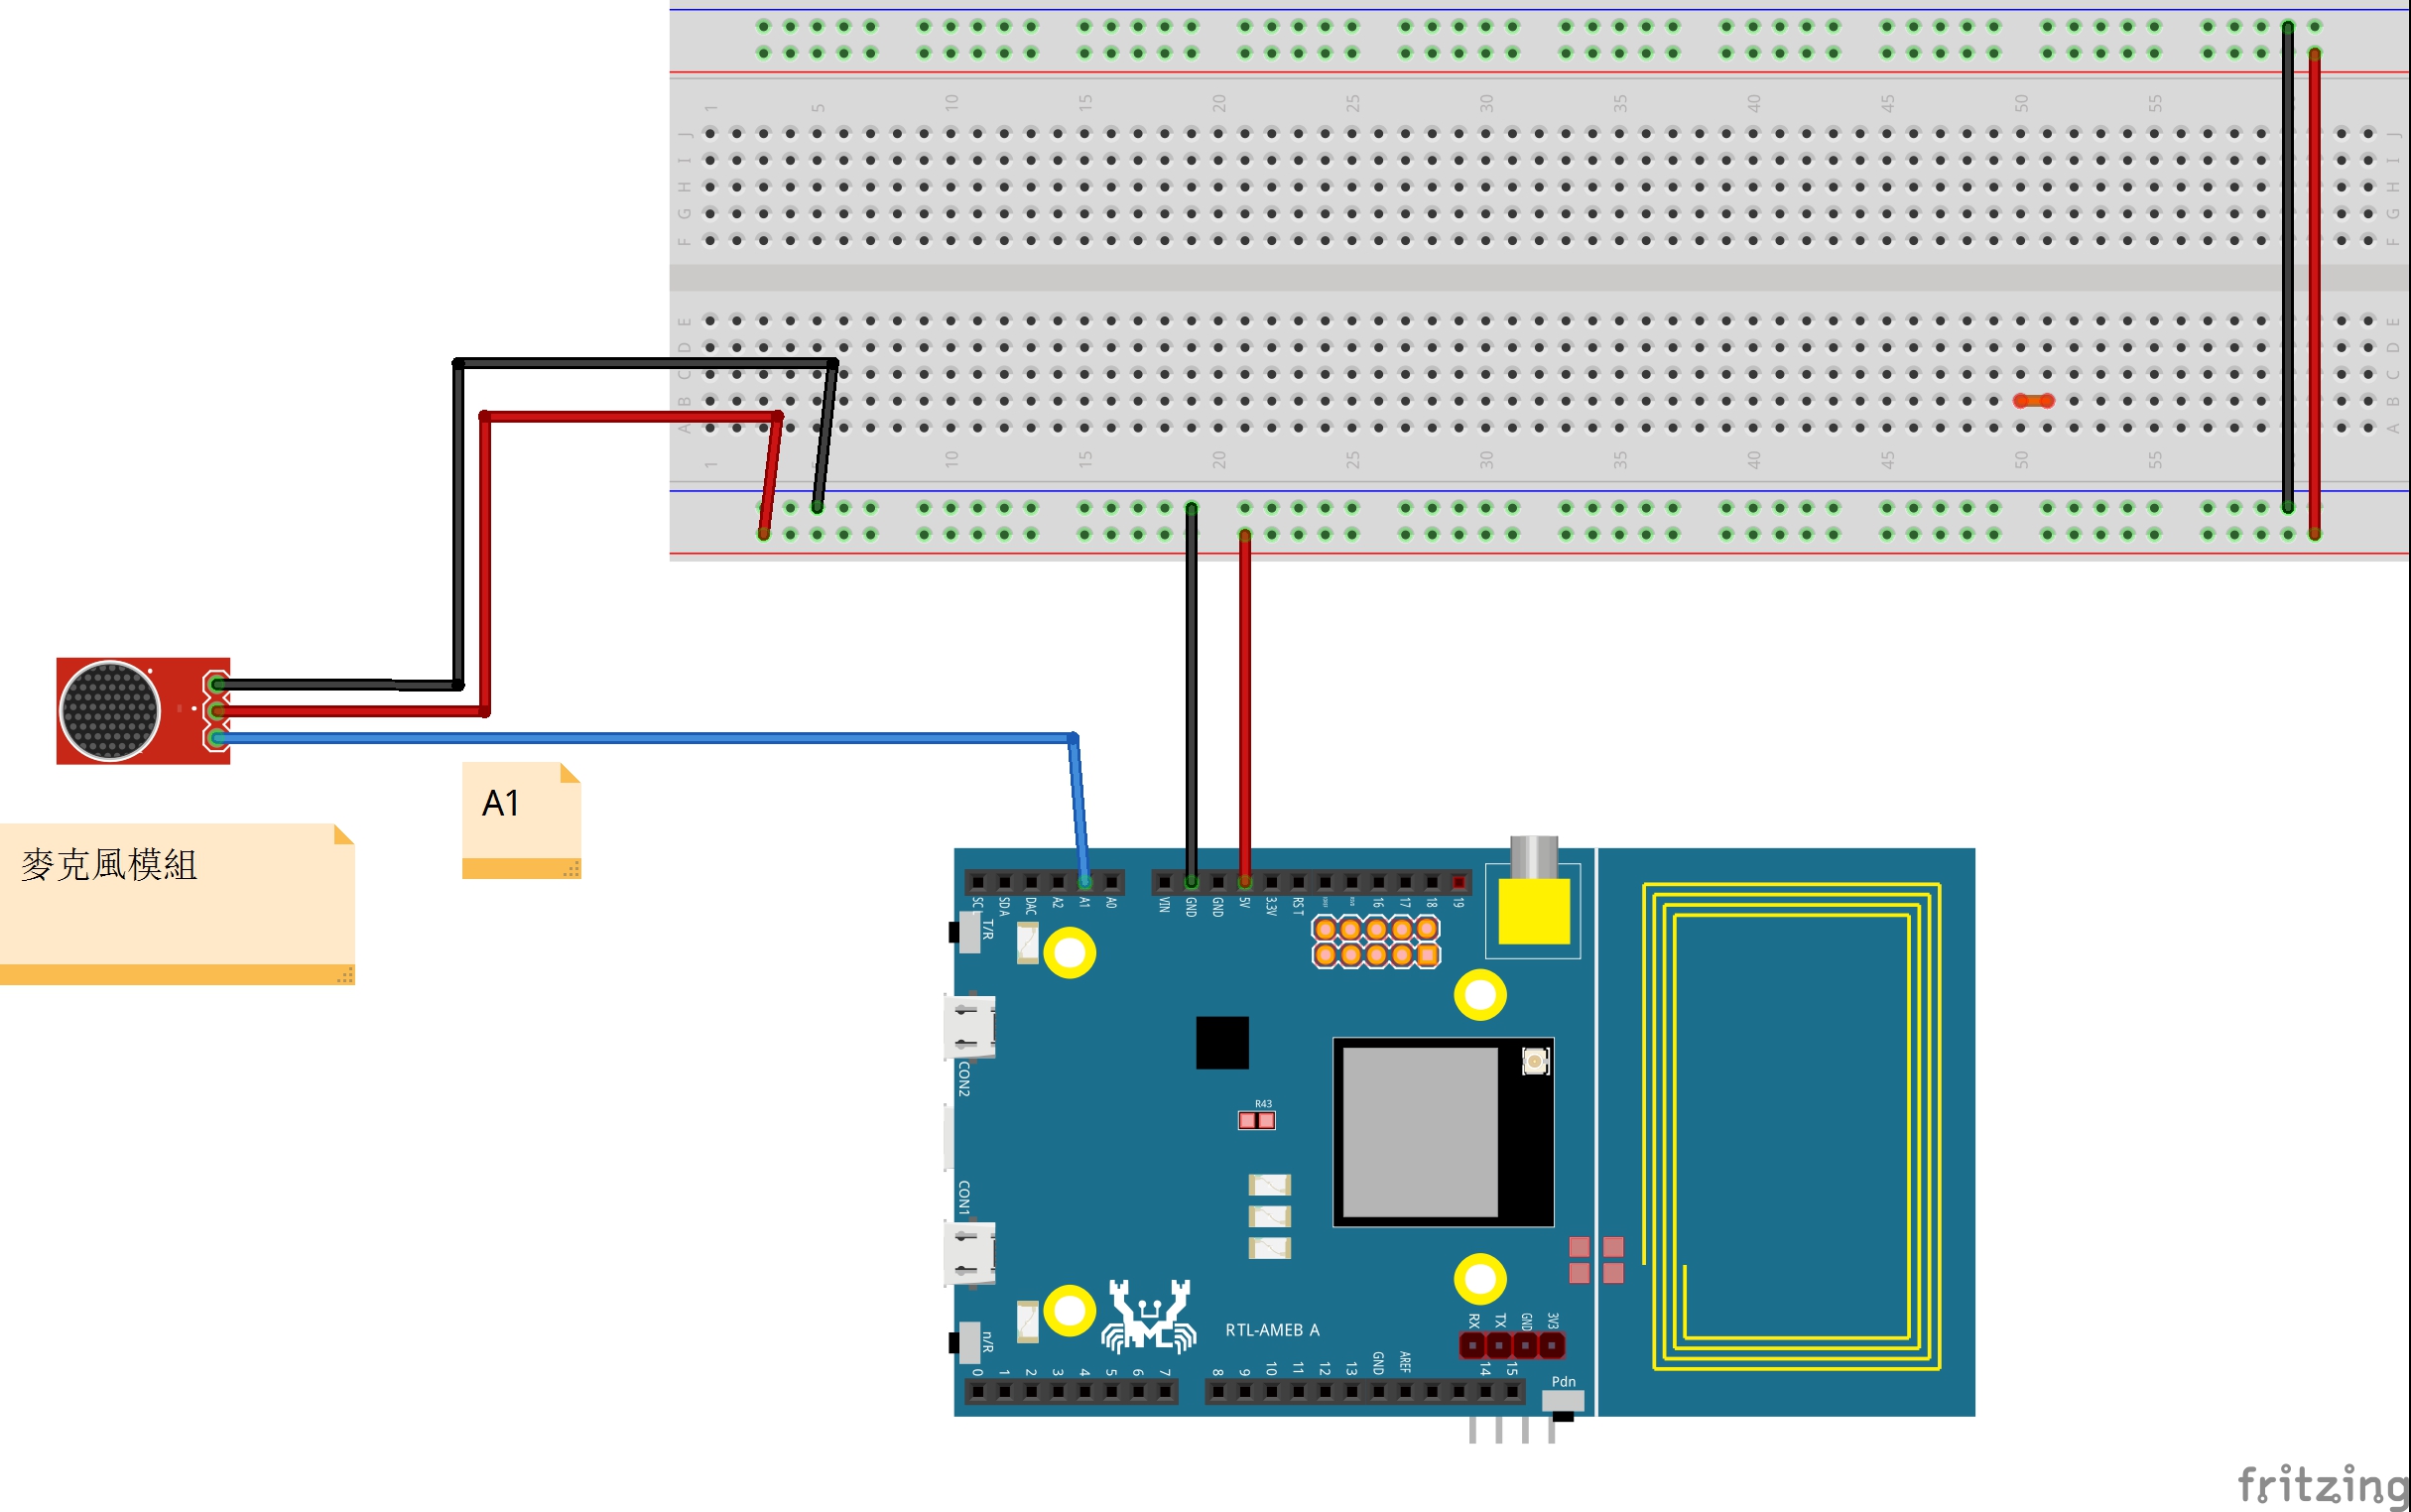 1 5 10 15 20 25 30 35 40 45 50 55
J J
I I
H H
G G
F F
E E
D D
C C
B B
A A
1 10 15 20 25 30 35 40 45 50 55
A1
麥克風模組
SCL SDA DAC A2 A1 A0 VIN GND GND 5V 3.3V RST 16 17 18 19
T/R
CON2
R43
CON1
n/R
RTL-AMEB A
RX TX GND 3V3
0 1 2 3 4 5 6 7 8 9 10 11 12 13 GND AREF 14 15
Pdn
fritzing